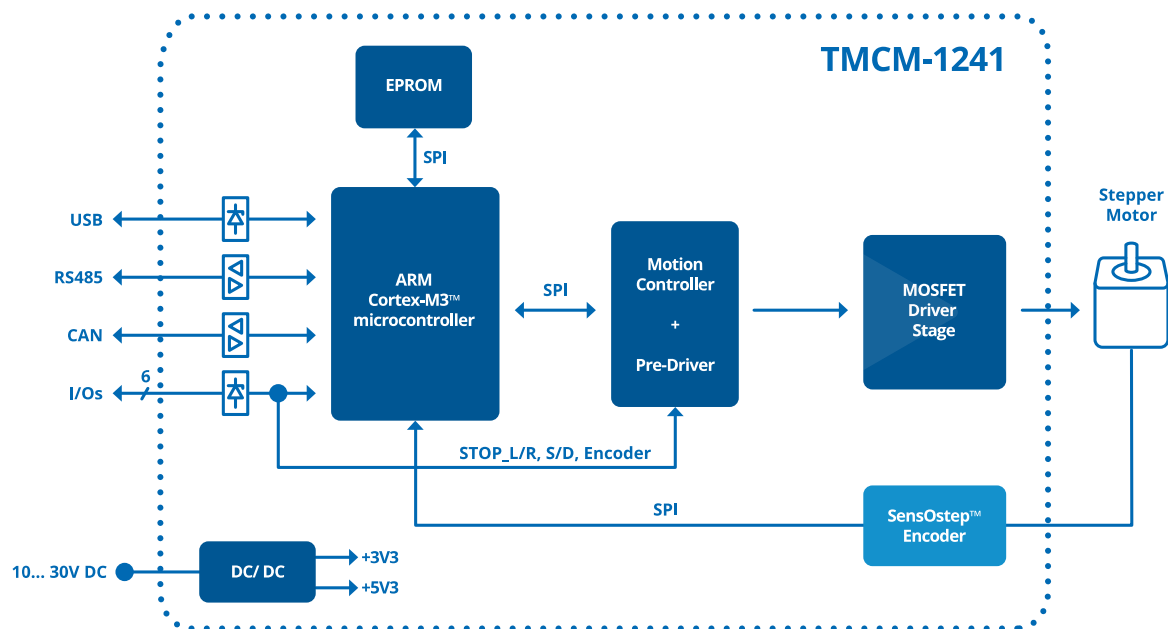 TMCM-1241
EPROM
SPI
USB
RS485
CAN
6
I/Os
ARM
Cortex-M3™
microcontroller
SPI
Motion
Controller
+
Pre-Driver
MOSFET
Driver
Stage
Stepper
Motor
STOP_L/R, S/D, Encoder
SPI
SensOstep™
Encoder
10... 30V DC
DC/ DC
+3V3
+5V3